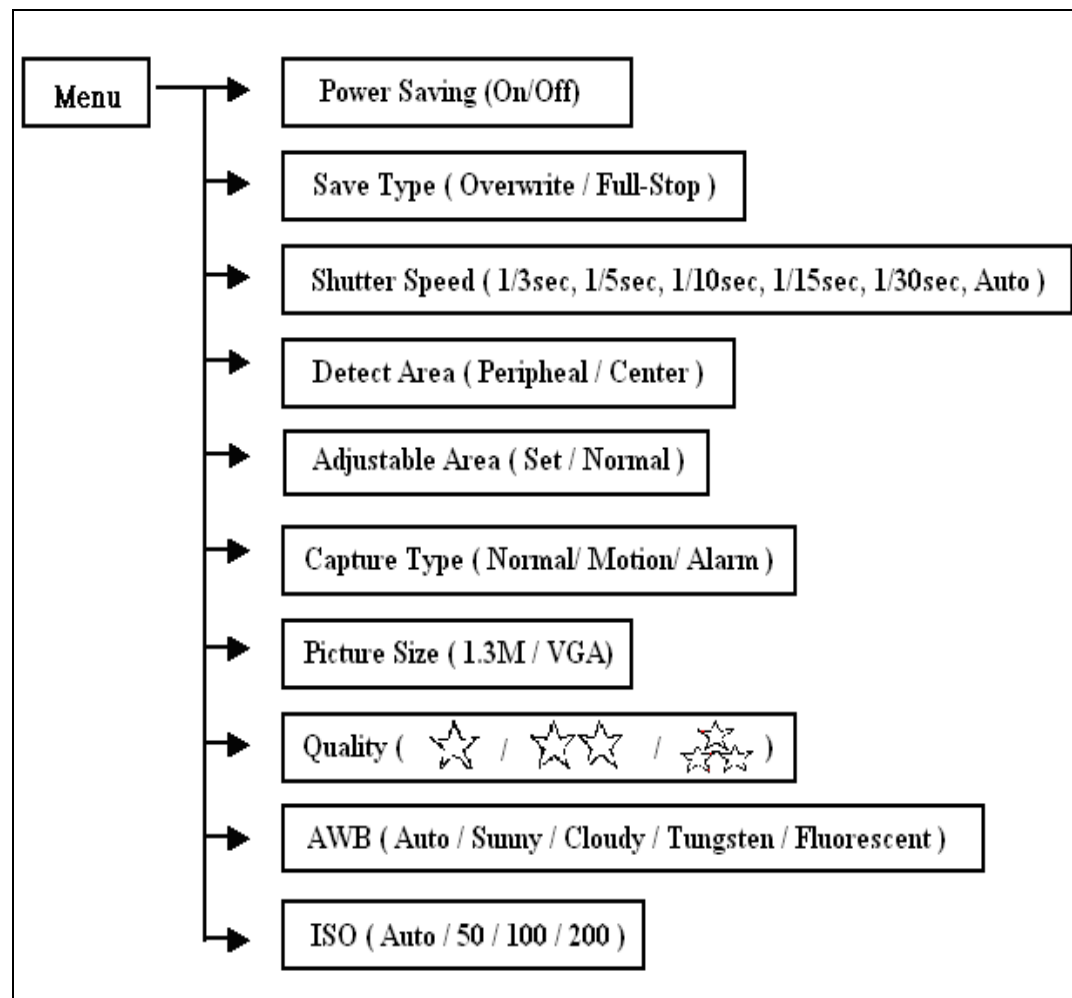 Menu
Power Saving (On/Off)
Save Type ( Overwrite / Full-Stop )
Shutter Speed ( 1/3sec, 1/5sec, 1/10sec, 1/15sec, 1/30sec, Auto )
Detect Area ( Peripheal / Center )
Adjustable Area ( Set / Normal )
Capture Type ( Normal/ Motion/ Alarm )
Picture Size ( 1.3M / VGA)
Quality ( / / )
AWB ( Auto / Sunny / Cloudy / Tungsten / Fluorescent )
ISO ( Auto / 50 / 100 / 200 )